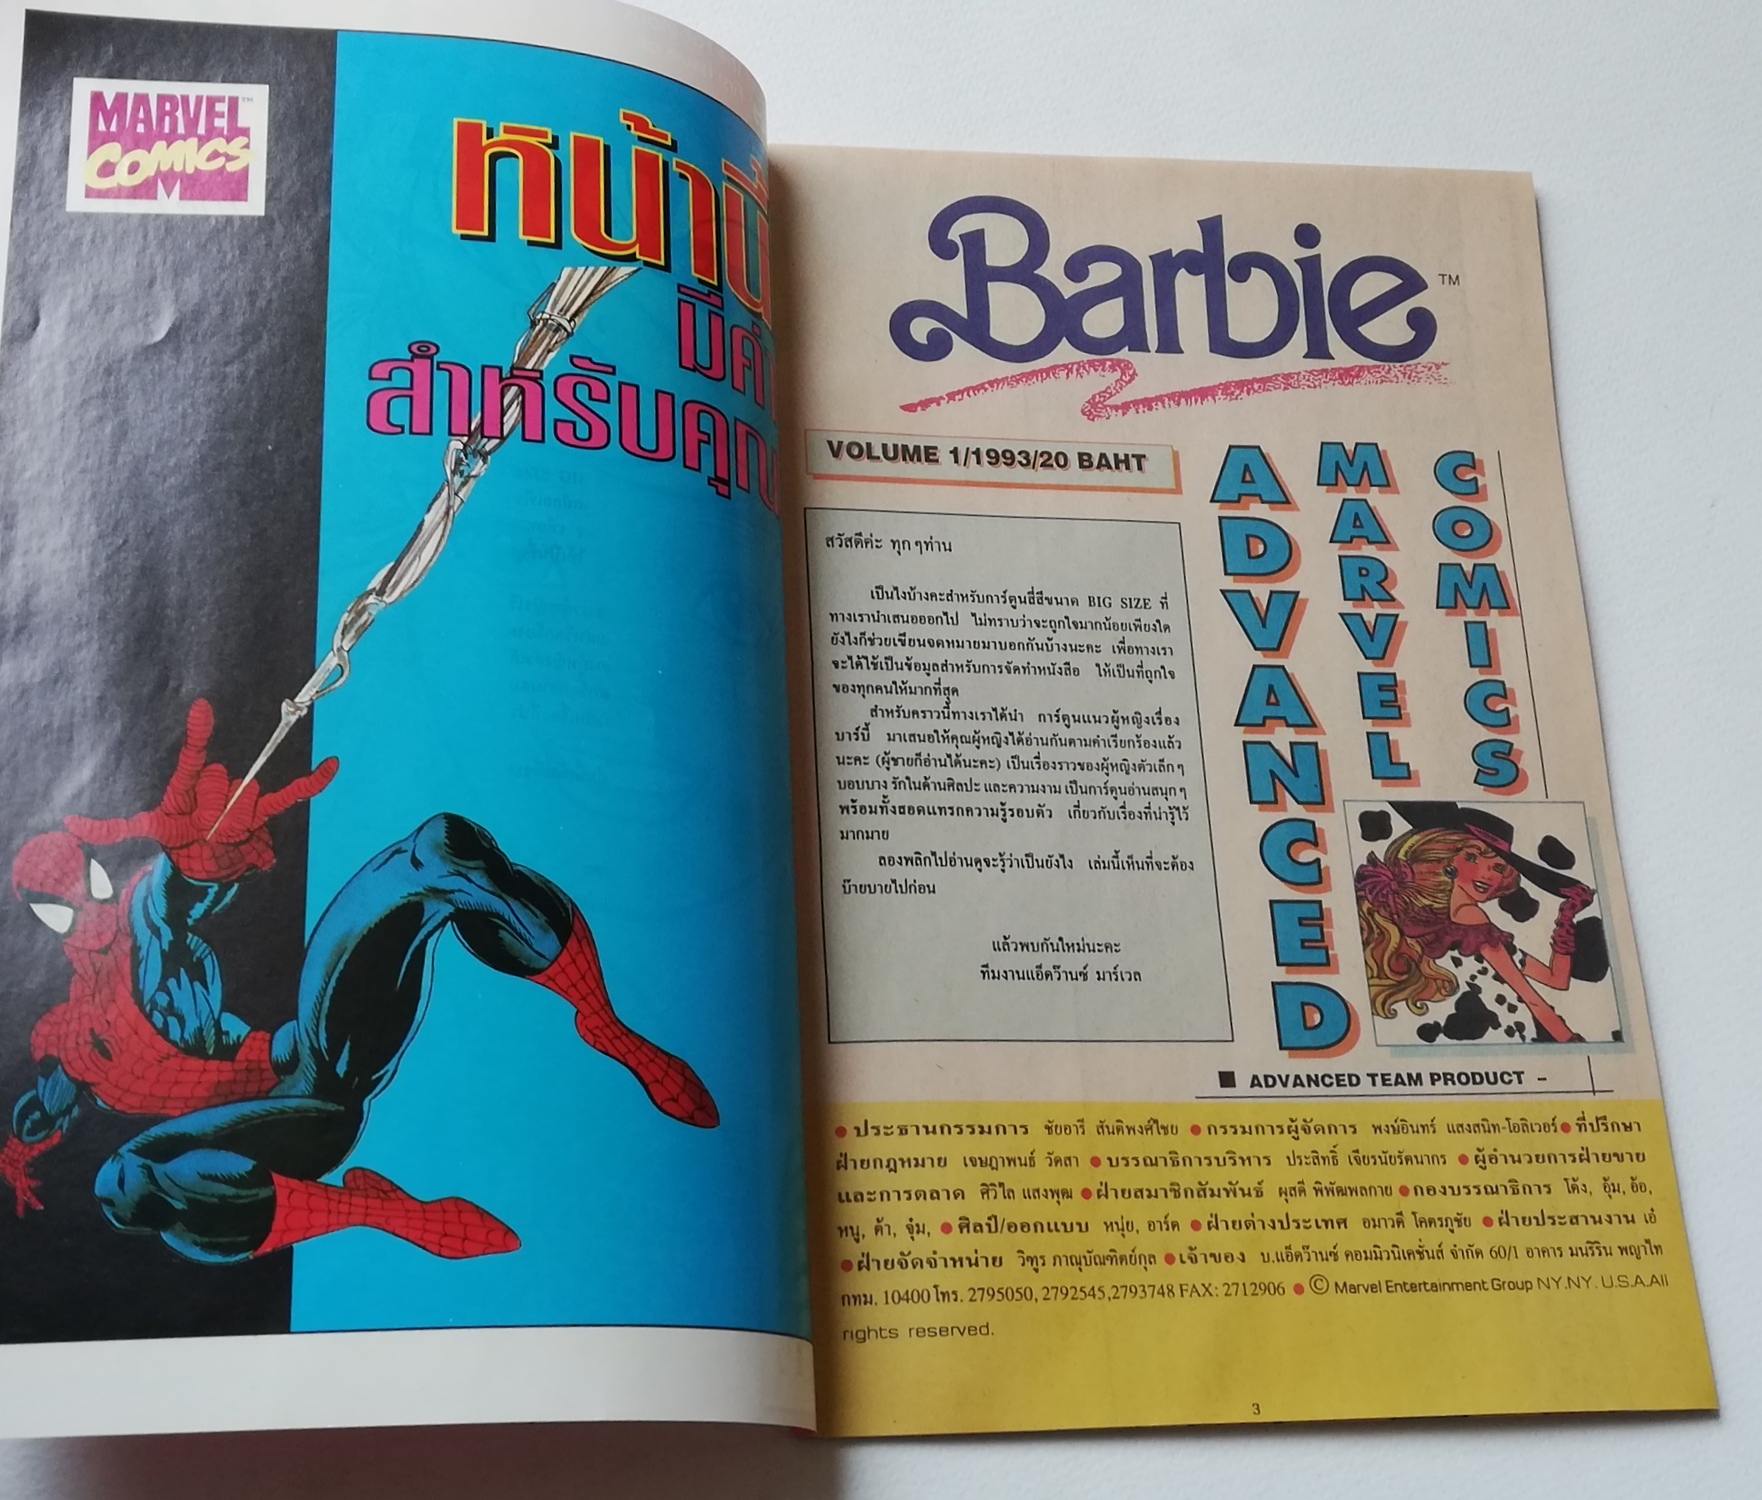 MARVEL™
COMICS
หน้านี้
มีค่า
สำหรับคุณ
Barbie™
VOLUME 1/1993/20 BAHT
ADVANCED
MARVEL
COMICS
สวัสดีค่ะ ทุกๆท่าน
เป็นไงบ้างคะสำหรับการ์ตูนสี่สีขนาด BIG SIZE ที่
ทางเรานำเสนอออกไป ไม่ทราบว่าจะถูกใจมากน้อยเพียงใด
ยังไงก็ช่วยเขียนจดหมายมาบอกกันบ้างนะคะ เพื่อทางเรา
จะได้ใช้เป็นข้อมูลสำหรับการจัดทำหนังสือ ให้เป็นที่ถูกใจ
ของทุกคนให้มากที่สุด
สำหรับคราวนี้ทางเราได้นำ การ์ตูนแนวผู้หญิงเรื่อง
บาร์บี้ มาเสนอให้คุณผู้หญิงได้อ่านกันตามคำเรียกร้องแล้ว
นะคะ (ผู้ชายก็อ่านได้นะคะ) เป็นเรื่องราวของผู้หญิงตัวเล็กๆ
บอบบาง รักในด้านศิลปะ และความงาม เป็นการ์ตูนอ่านสนุกๆ
พร้อมทั้งสอดแทรกความรู้รอบตัว เกี่ยวกับเรื่องที่น่ารู้ไว้
มากมาย
ลองพลิกไปอ่านดูจะรู้ว่าเป็นยังไง เล่มนี้เห็นที่จะต้อง
บ๊ายบายไปก่อน
แล้วพบกันใหม่นะคะ
ทีมงานแอ็ดว๊านซ์ มาร์เวล
■ ADVANCED TEAM PRODUCT -
● ประธานกรรมการ ชัยอารี สันติพงศ์ไชย ● กรรมการผู้จัดการ พงษ์อินทร์ แสงสนิท-โอลิเวอร์ ● ที่ปรึกษา
ฝ่ายกฎหมาย เจษฎาพนธ์ วัดสา ● บรรณาธิการบริหาร ประสิทธิ์ เจียรนัยรัตนากร ● ผู้อำนวยการฝ่ายขาย
และการตลาด ศิวิไล แสงพุฒ ● ฝ่ายสมาชิกสัมพันธ์ ผุสดี พิพัฒพลกาย ● กองบรรณาธิการ โด้ง, อุ้ม, อ้อ,
หนู, ต้า, จุ๋ม, ● ศิลป์/ออกแบบ หนุ่ย, อาร์ต ● ฝ่ายต่างประเทศ อมาวดี โคตรภูชัย ● ฝ่ายประสานงาน เอ๋
● ฝ่ายจัดจำหน่าย วิฑูร ภาณุบัณฑิตย์กุล ● เจ้าของ บ.แอ็ดว๊านซ์ คอมมิวนิเคชั่นส์ จำกัด 60/1 อาคาร มนริริน พญาไท
กทม. 10400 โทร. 2795050, 2792545,2793748 FAX: 2712906 ● © Marvel Entertainment Group NY.NY. U.S.A.All
rights reserved.
3